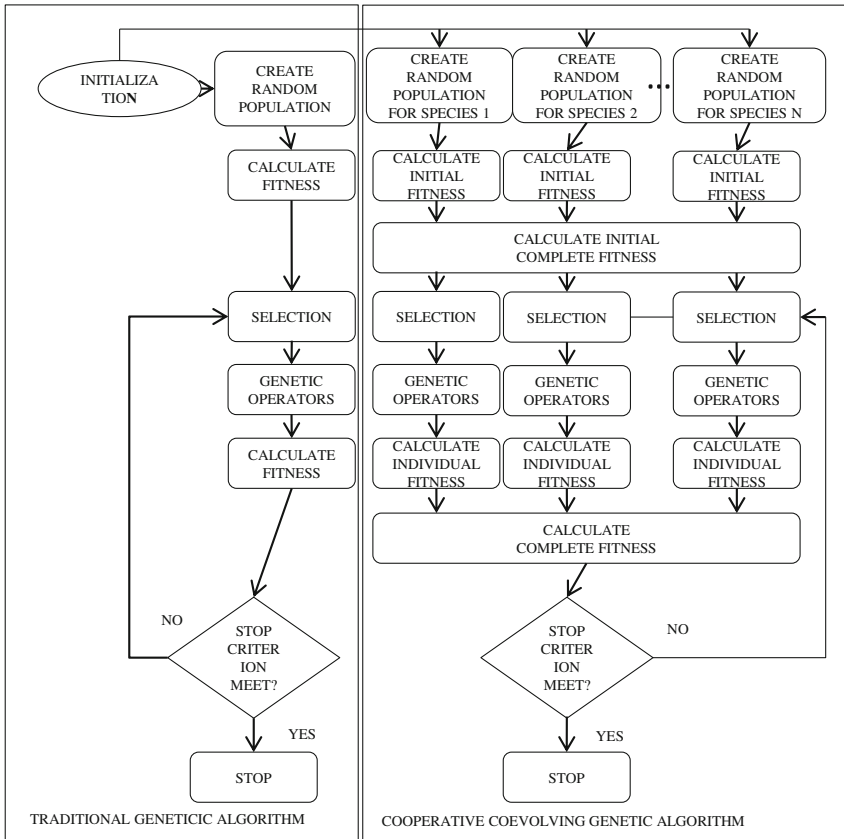 INITIALIZA
TION
CREATE
RANDOM
POPULATION
CALCULATE
FITNESS
SELECTION
GENETIC
OPERATORS
CALCULATE
FITNESS
NO
STOP
CRITER
ION
MEET?
YES
STOP
TRADITIONAL GENETICIC ALGORITHM
CREATE
RANDOM
POPULATION
FOR SPECIES 1
CREATE
RANDOM
POPULATION
FOR SPECIES 2
...
CREATE
RANDOM
POPULATION
FOR SPECIES N
CALCULATE
INITIAL
FITNESS
CALCULATE
INITIAL
FITNESS
CALCULATE
INITIAL
FITNESS
CALCULATE INITIAL
COMPLETE FITNESS
SELECTION
SELECTION
SELECTION
GENETIC
OPERATORS
GENETIC
OPERATORS
GENETIC
OPERATORS
CALCULATE
INDIVIDUAL
FITNESS
CALCULATE
INDIVIDUAL
FITNESS
CALCULATE
INDIVIDUAL
FITNESS
CALCULATE
COMPLETE FITNESS
STOP
CRITER
ION
MEET?
NO
YES
STOP
COOPERATIVE COEVOLVING GENETIC ALGORITHM